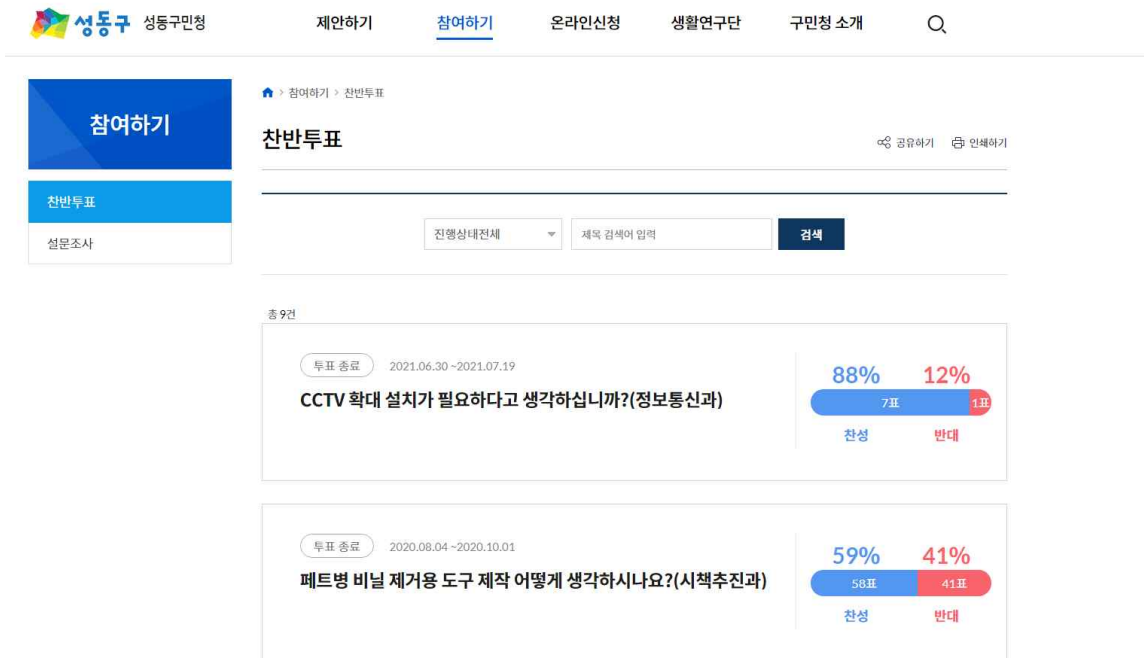 성동구 성동구민청 제안하기 참여하기 온라인신청 생활연구단 구민청 소개
참여하기
찬반투표
설문조사
참여하기 > 찬반투표
찬반투표
공유하기 인쇄하기
진행상태전체 제목 검색어 입력 검색
총 9건
투표 종료 2021.06.30 ~2021.07.19
CCTV 확대 설치가 필요하다고 생각하십니까?(정보통신과)
88% 12%
7표 1표
찬성 반대
투표 종료 2020.08.04 ~2020.10.01
페트병 비닐 제거용 도구 제작 어떻게 생각하시나요?(시책추진과)
59% 41%
58표 41표
찬성 반대